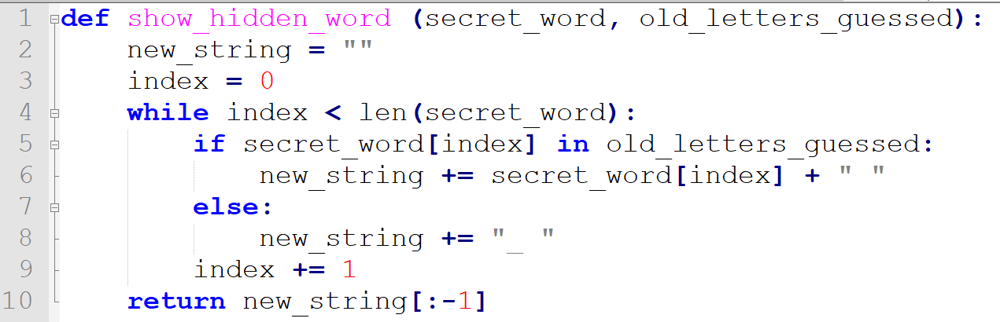 1 def show_hidden_word (secret_word, old_letters_guessed):
2     new_string = ""
3     index = 0
4     while index < len(secret_word):
5         if secret_word[index] in old_letters_guessed:
6             new_string += secret_word[index] + " "
7         else:
8             new_string += "_ "
9         index += 1
10     return new_string[:-1]